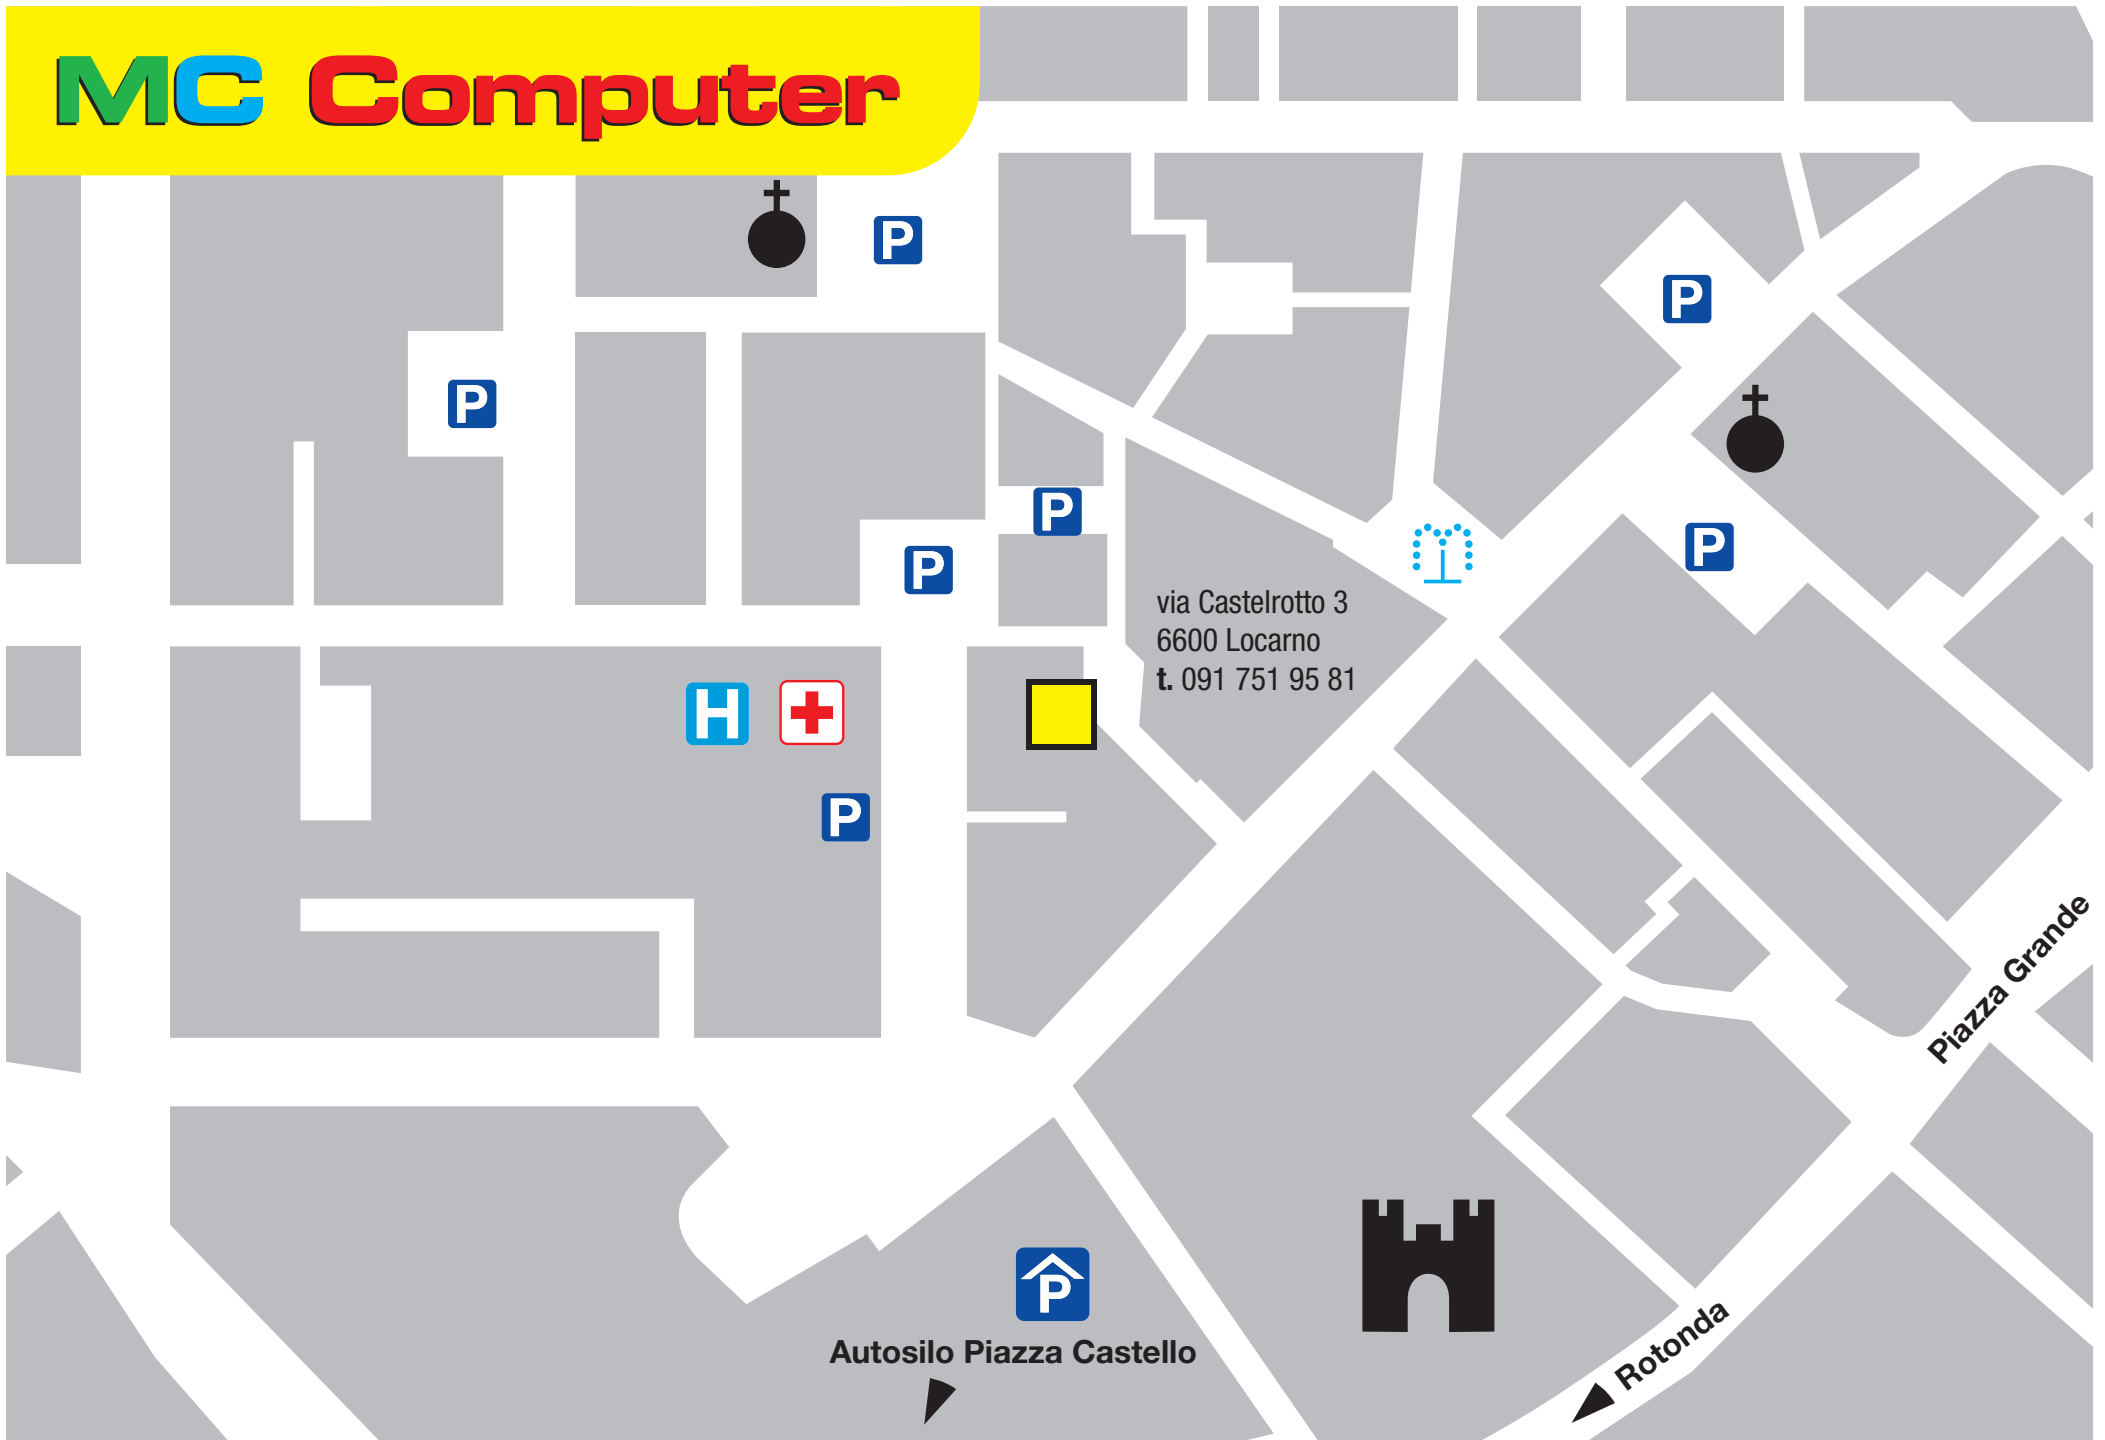 MC Computer
P
P
P
P
P
P
via Castelrotto 3
6600 Locarno
t. 091 751 95 81
H
P
Piazza Grande
P
Autosilo Piazza Castello
Rotonda